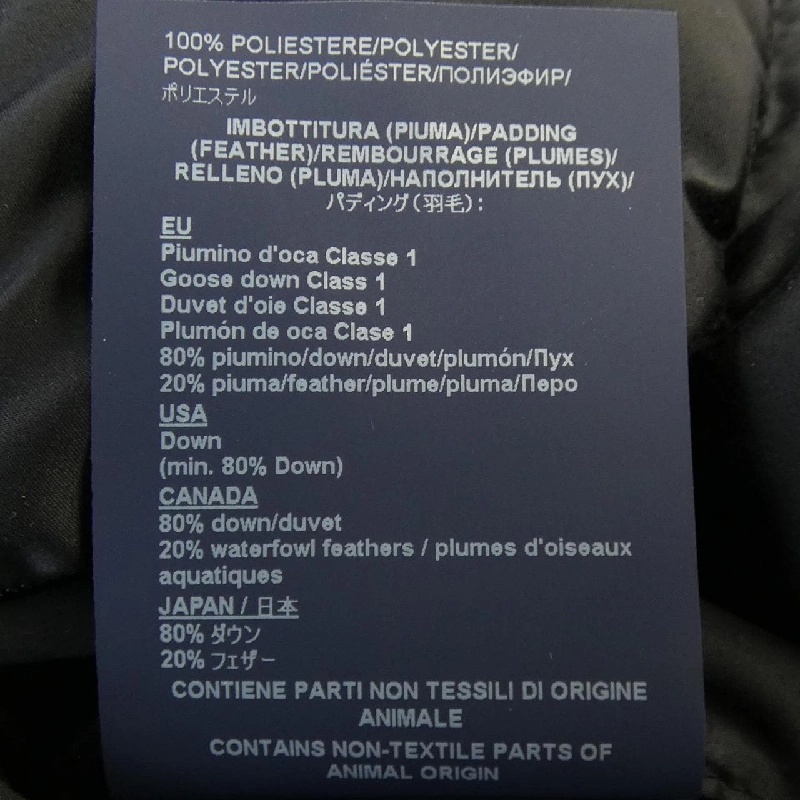 100% POLIESTERE/POLYESTER/
POLYESTER/POLIÉSTER/ПОЛИЭФИР/
ポリエステル
IMBOTTITURA (PIUMA)/PADDING
(FEATHER)/REMBOURRAGE (PLUMES)/
RELLENO (PLUMA)/НАПОЛНИТЕЛЬ (ПУХ)/
パディング(羽毛):
EU
Piumino d'oca Classe 1
Goose down Class 1
Duvet d'oie Classe 1
Plumón de oca Clase 1
80% piumino/down/duvet/plumón/Пух
20% piuma/feather/plume/pluma/Перо
USA
Down
(min. 80% Down)
CANADA
80% down/duvet
20% waterfowl feathers / plumes d'oiseaux
aquatiques
JAPAN / 日本
80% ダウン
20% フェザー
CONTIENE PARTI NON TESSILI DI ORIGINE
ANIMALE
CONTAINS NON-TEXTILE PARTS OF
ANIMAL ORIGIN